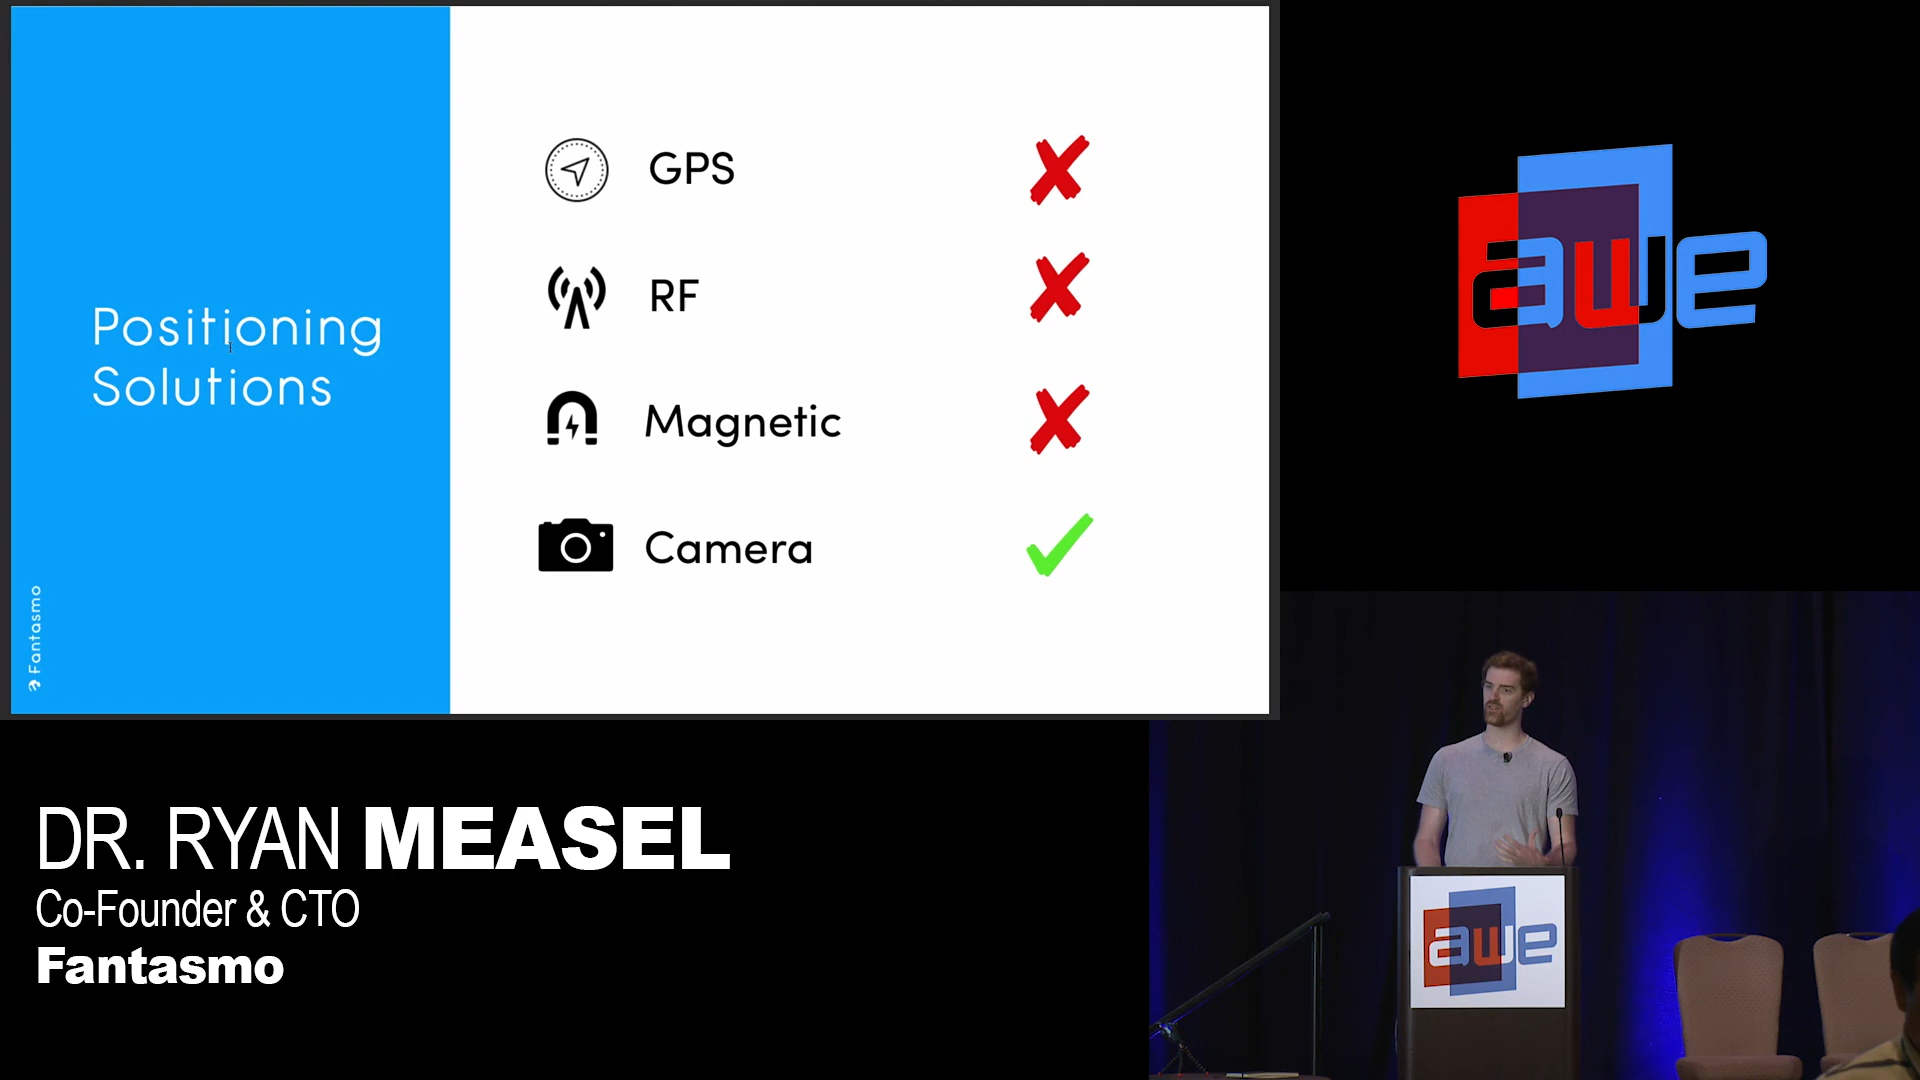 Positioning
Solutions
GPS
RF
Magnetic
Camera
Fantasmo
awe
DR. RYAN MEASEL
Co-Founder & CTO
Fantasmo
awe